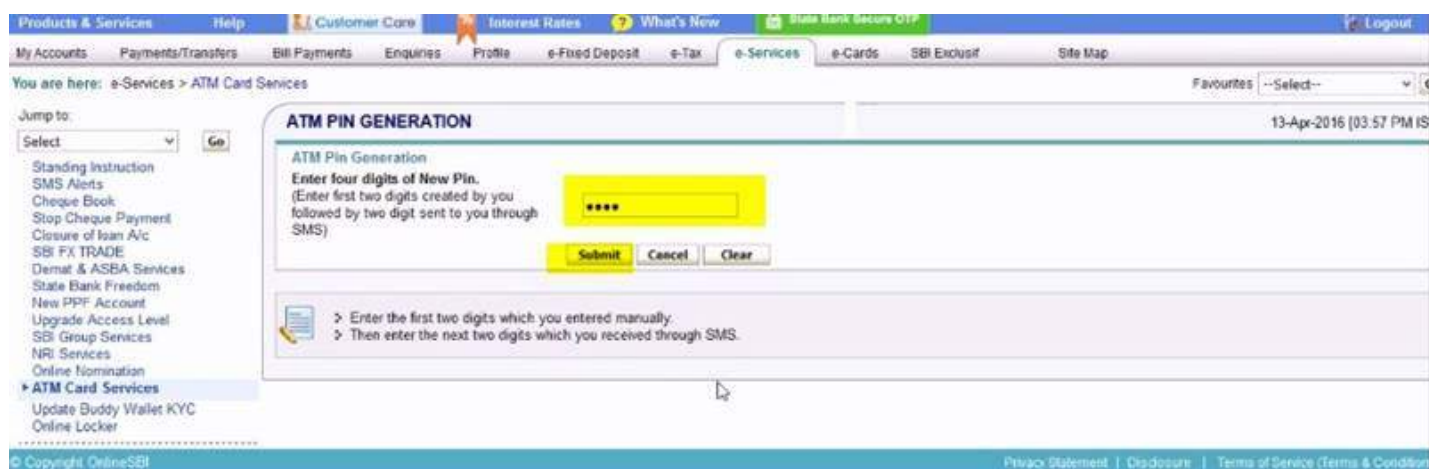 Products & Services Help Customer Care Interest Rates What's New State Bank Secure OTP Logout
My Accounts Payments/Transfers Bill Payments Enquiries Profile e-Fixed Deposit e-Tax e-Services e-Cards SBI Exclusif Site Map
You are here: e-Services > ATM Card Services Favourites --Select--
Jump to:
Select Go
Standing Instruction
SMS Alerts
Cheque Book
Stop Cheque Payment
Closure of loan A/c
SBI FX TRADE
Demat & ASBA Services
State Bank Freedom
New PPF Account
Upgrade Access Level
SBI Group Services
NRI Services
Online Nomination
ATM Card Services
Update Buddy Wallet KYC
Online Locker
ATM PIN GENERATION 13-Apr-2016 [03:57 PM IS
ATM Pin Generation
Enter four digits of New Pin.
(Enter first two digits created by you
followed by two digit sent to you through
SMS)
Submit Cancel Clear
> Enter the first two digits which you entered manually.
> Then enter the next two digits which you received through SMS.
© Copyright OnlineSBI Privacy Statement | Disclosure | Terms of Service (Terms & Condition